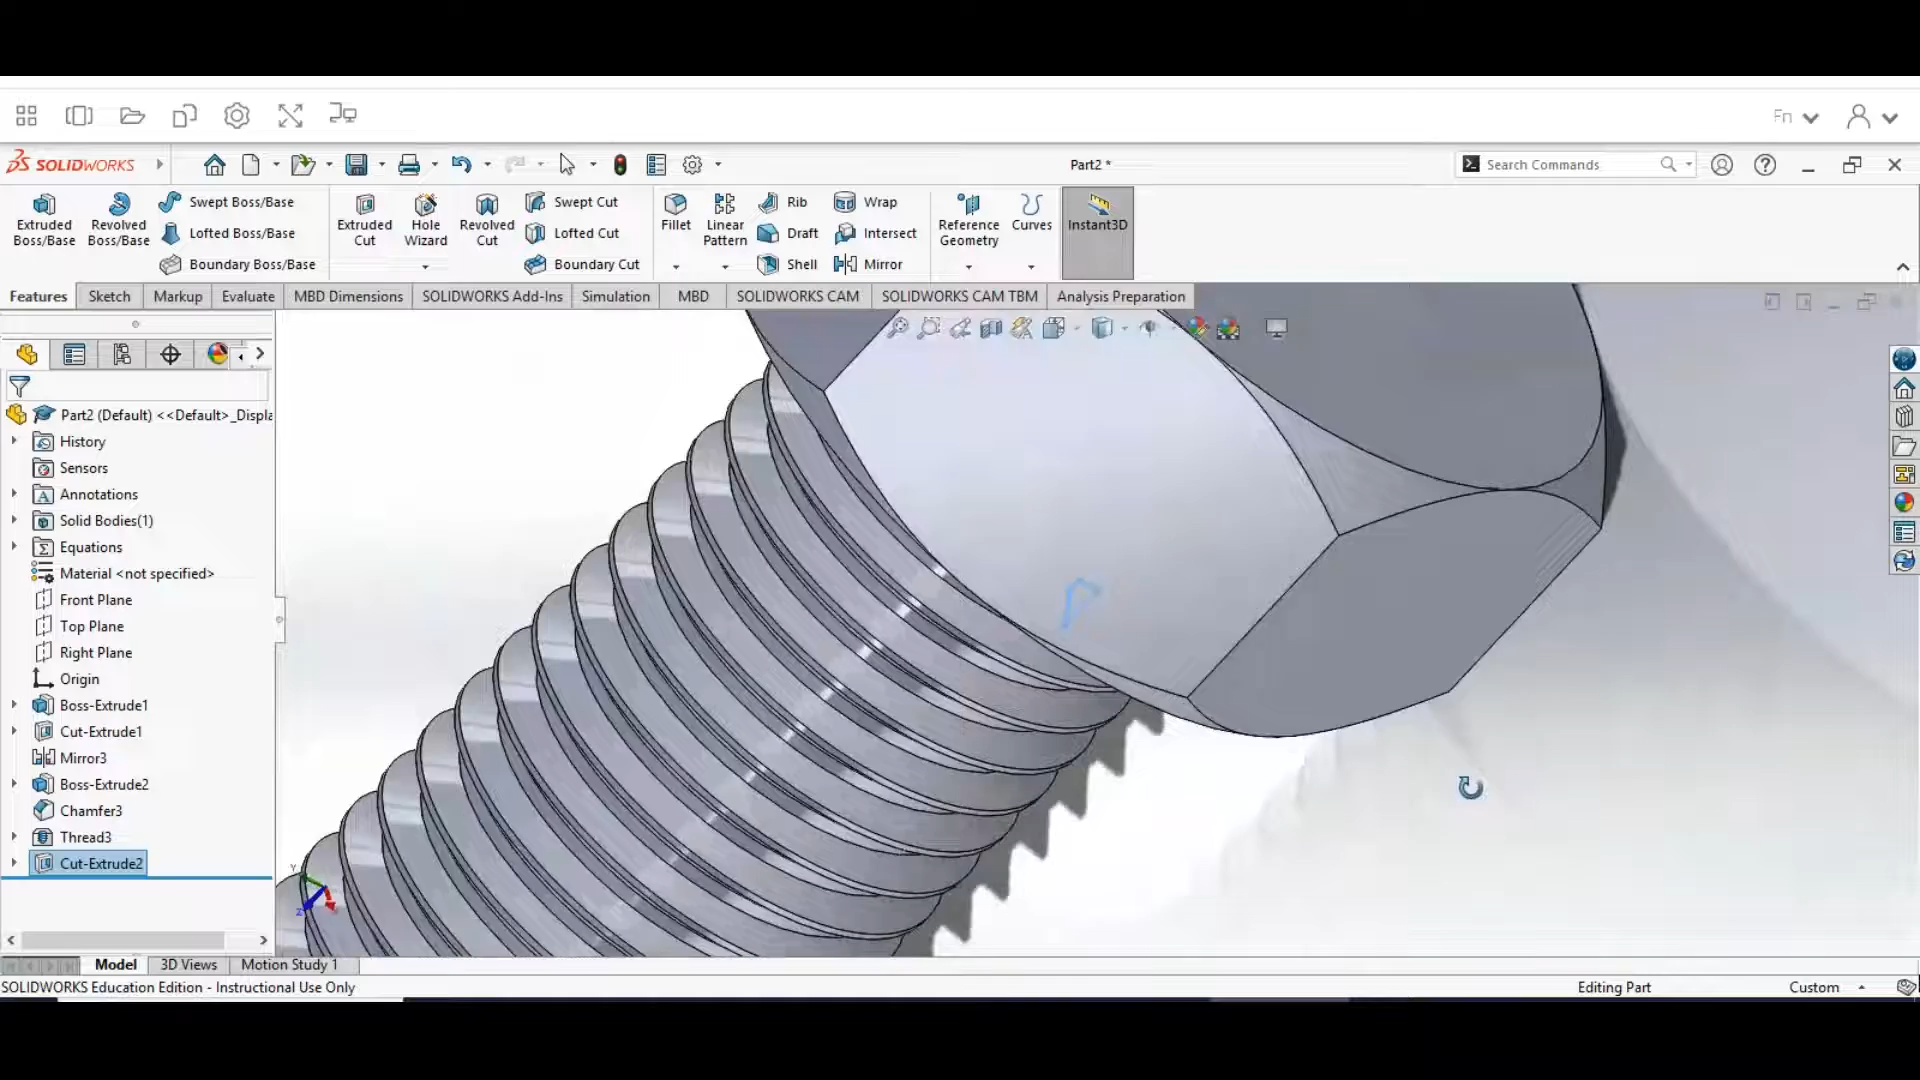 Fn
SOLIDWORKS
Part2 *
Search Commands
Extruded Boss/Base
Revolved Boss/Base
Swept Boss/Base
Lofted Boss/Base
Boundary Boss/Base
Extruded Cut
Hole Wizard
Revolved Cut
Swept Cut
Lofted Cut
Boundary Cut
Fillet
Linear Pattern
Rib
Draft
Shell
Wrap
Intersect
Mirror
Reference Geometry
Curves
Instant3D
Features
Sketch
Markup
Evaluate
MBD Dimensions
SOLIDWORKS Add-Ins
Simulation
MBD
SOLIDWORKS CAM
SOLIDWORKS CAM TBM
Analysis Preparation
Part2 (Default) <<Default>_Displa
History
Sensors
Annotations
Solid Bodies(1)
Equations
Material <not specified>
Front Plane
Top Plane
Right Plane
Origin
Boss-Extrude1
Cut-Extrude1
Mirror3
Boss-Extrude2
Chamfer3
Thread3
Cut-Extrude2
Y
Z
Model
3D Views
Motion Study 1
SOLIDWORKS Education Edition - Instructional Use Only
Editing Part
Custom